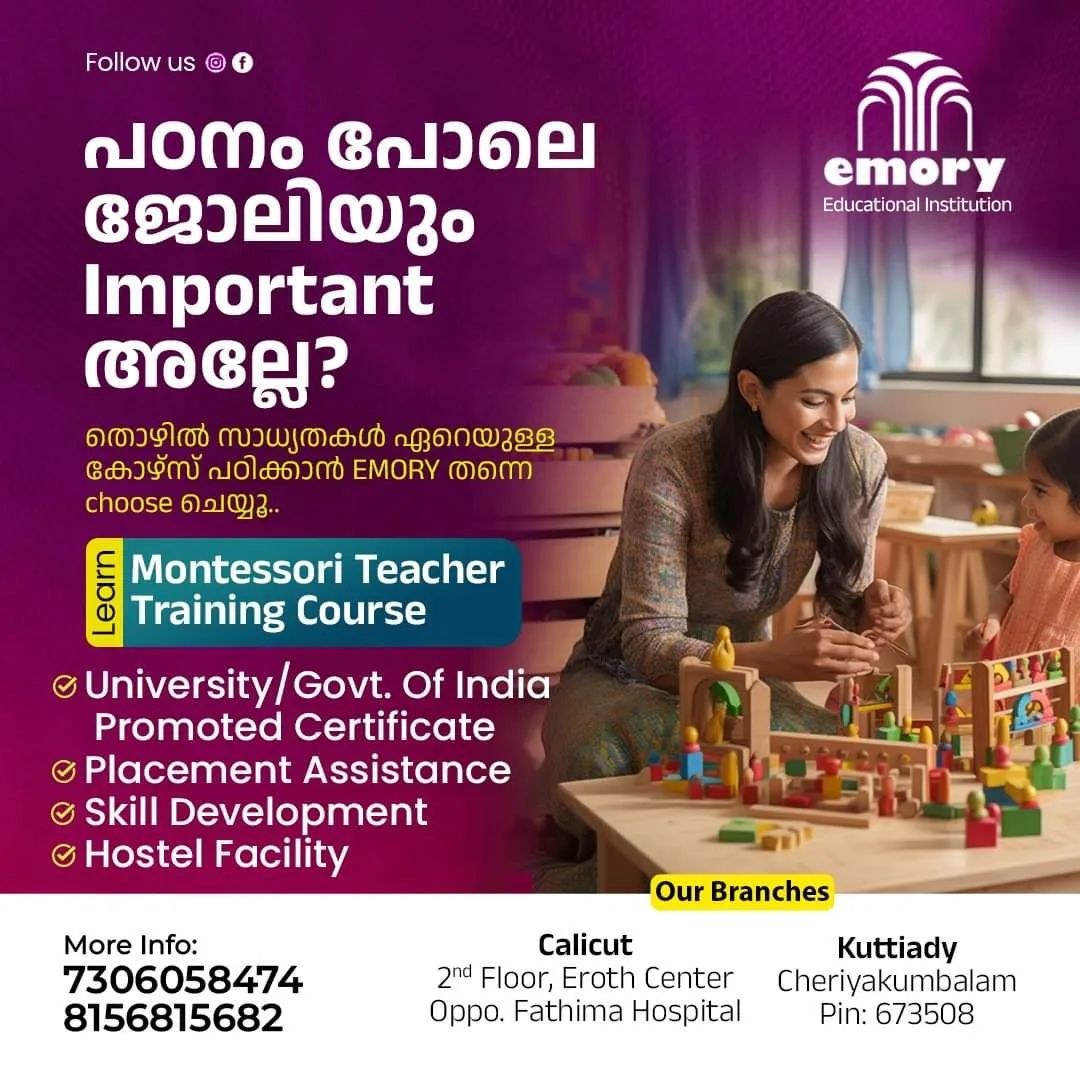 Follow us
emory
Educational Institution
പഠനം പോലെ
ജോലിയും
Important
അല്ലേ?
തൊഴിൽ സാധ്യതകൾ ഏറെയുള്ള
കോഴ്സ് പഠിക്കാൻ EMORY തന്നെ
choose ചെയ്യൂ..
Learn
Montessori Teacher
Training Course
University/Govt. Of India
Promoted Certificate
Placement Assistance
Skill Development
Hostel Facility
Our Branches
More Info:
7306058474
8156815682
Calicut
2nd Floor, Eroth Center
Oppo. Fathima Hospital
Kuttiady
Cheriyakumbalam
Pin: 673508